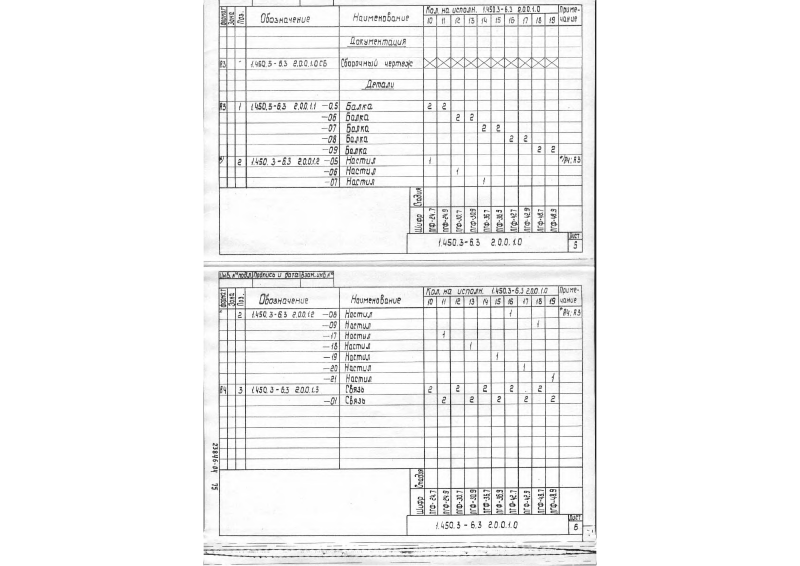 Формат Зона Поз. Обозначение Наименование Кол. на исполн. 1.450.3-6.3 2.0.0.1.0 Приме-чание
10 11 12 13 14 15 16 17 18 19
Документация
А3 1.450.3-6.3 2.0.0.1.0СБ Сборочный чертеж
Детали
А3 1 1.450.3-6.3 2.0.0.1.1 -05 Балка 2 2
-06 Балка 2 2
-07 Балка 2 2
-08 Балка 2 2
-09 Балка 2 2
*) 2 1.450.3-6.3 2.0.0.1.2 -05 Настил 1 *)А4; А3
-06 Настил 1
-07 Настил 1
Стадия
Шифр ПГФ-24.7 ПГФ-24.9 ПГФ-30.7 ПГФ-30.9 ПГФ-36.7 ПГФ-36.9 ПГФ-42.7 ПГФ-42.9 ПГФ-48.7 ПГФ-48.9
1.450.3-6.3 2.0.0.1.0 Лист 5
Инв.№подл. Подпись и дата Взам.инв.№
Формат Зона Поз. Обозначение Наименование Кол. на исполн. 1.450.3-6.3 2.0.0.1.0 Приме-чание
10 11 12 13 14 15 16 17 18 19
*) 2 1.450.3-6.3 2.0.0.1.2 -08 Настил 1 *)А4; А3
-09 Настил 1
-17 Настил 1
-18 Настил 1
-19 Настил 1
-20 Настил 1
-21 Настил 1
А4 3 1.450.3-6.3 2.0.0.1.3 Связь 2 2 2 2 2
-01 Связь 2 2 2 2 2
23846-04 75
Стадия
Шифр ПГФ-24.7 ПГФ-24.9 ПГФ-30.7 ПГФ-30.9 ПГФ-36.7 ПГФ-36.9 ПГФ-42.7 ПГФ-42.9 ПГФ-48.7 ПГФ-48.9
1.450.3-6.3 2.0.0.1.0 Лист 6